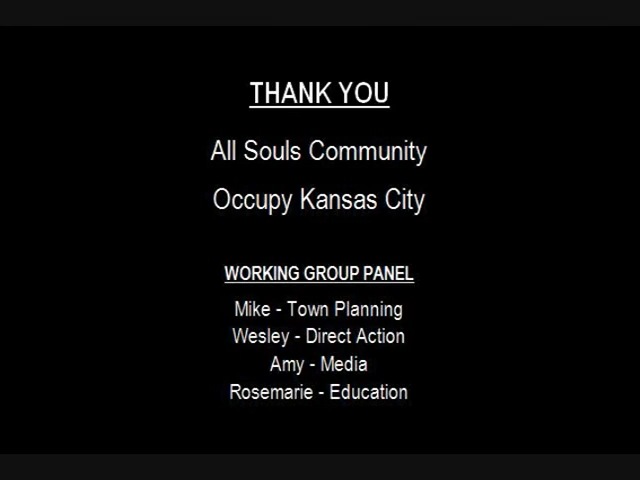 THANK YOU
All Souls Community
Occupy Kansas City
WORKING GROUP PANEL
Mike - Town Planning
Wesley - Direct Action
Amy - Media
Rosemarie - Education